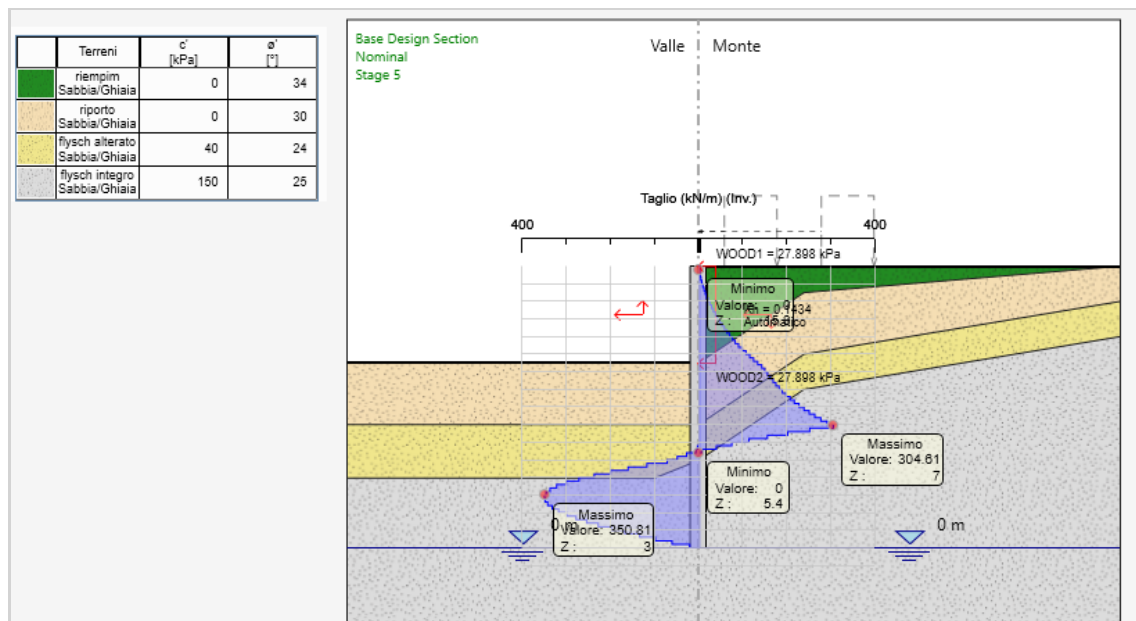 Terreni c' ø'
[kPa] [°]
riempim
Sabbia/Ghiaia 0 34
riporto
Sabbia/Ghiaia 0 30
flysch alterato
Sabbia/Ghiaia 40 24
flysch integro
Sabbia/Ghiaia 150 25
Base Design Section
Nominal
Stage 5
Valle Monte
Taglio (kN/m) (Inv.)
400 400
WOOD1 = 27.898 kPa
Minimo
Valore: 0
Z :
= 0.1434
Automatico
WOOD2 = 27.898 kPa
Massimo
Valore: 304.61
Z : 7
Minimo
Valore: 0
Z : 5.4
Massimo
Valore: 350.81
Z : 3
0 m
0 m